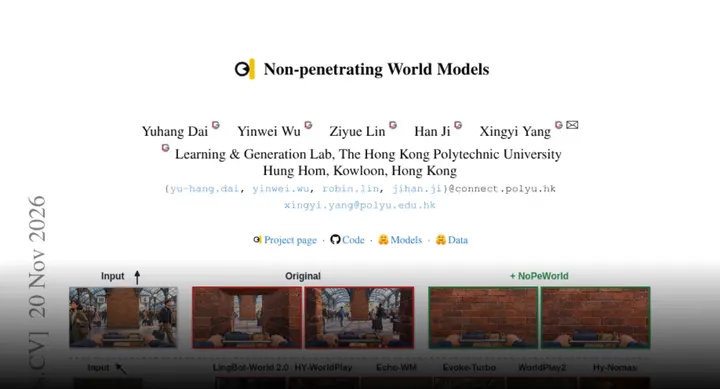 Non-penetrating World Models
Yuhang Dai Yinwei Wu Ziyue Lin Han Ji Xingyi Yang
Learning & Generation Lab, The Hong Kong Polytechnic University
Hung Hom, Kowloon, Hong Kong
{yu-hang.dai, yinwei.wu, robin.lin, jihan.ji}@connect.polyu.hk
xingyi.yang@polyu.edu.hk
Project page · Code · Models · Data
.CV] 20 Nov 2026
Input Original + NoPeWorld
Input LingBot-World 2.0 HY-WorldPlay Echo-WM Evoke-Turbo WorldPlay2 Hy-Nomas